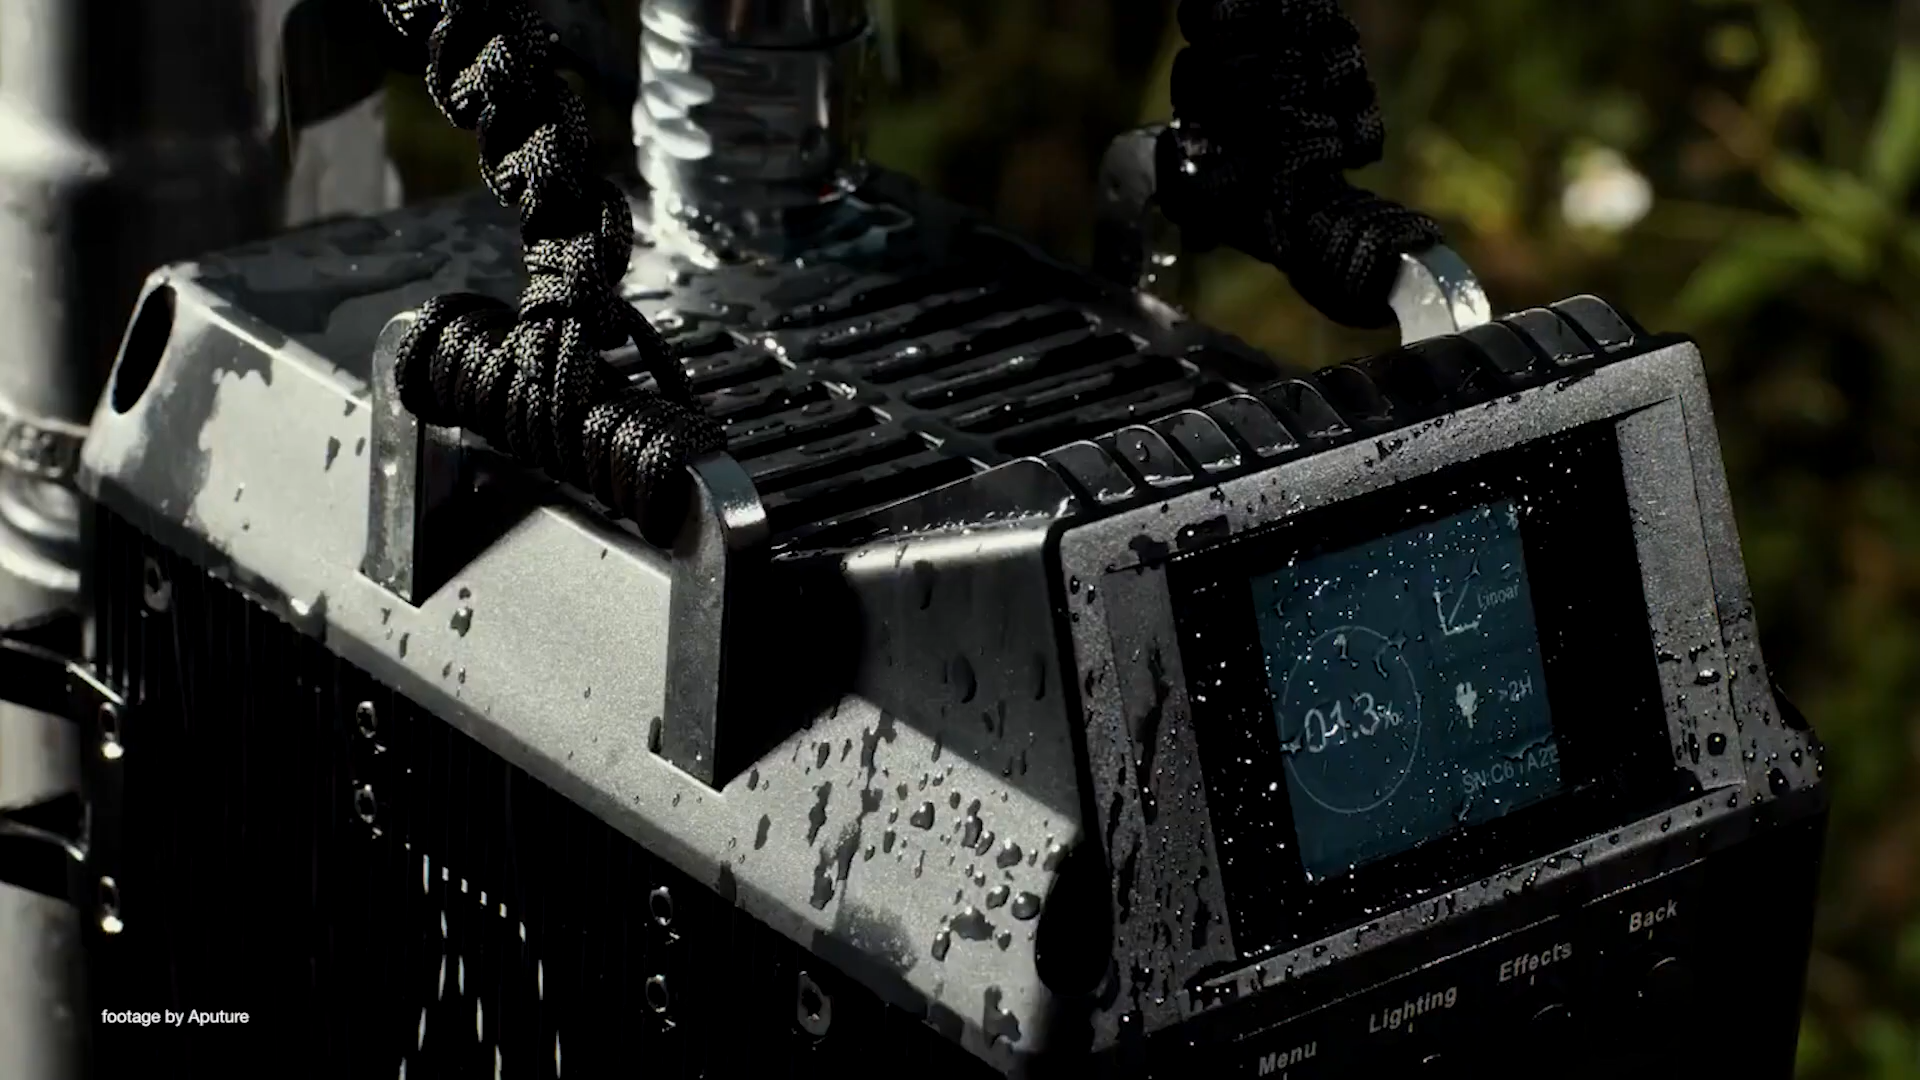 Linear
01.3%
>2H
Back
Effects
Lighting
Menu
footage by Aputure